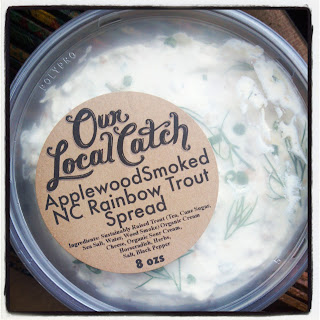 POLYPRO
Our
Local Catch
ApplewoodSmoked
NC Rainbow Trout
Spread
Ingredients: Sustainably Raised Trout (Tea, Cane Sugar,
Sea Salt, Water, Wood Smoke) Organic Cream
Cheese, Organic Sour Cream,
Horseradish, Herbs,
Salt, Black Pepper
8 ozs